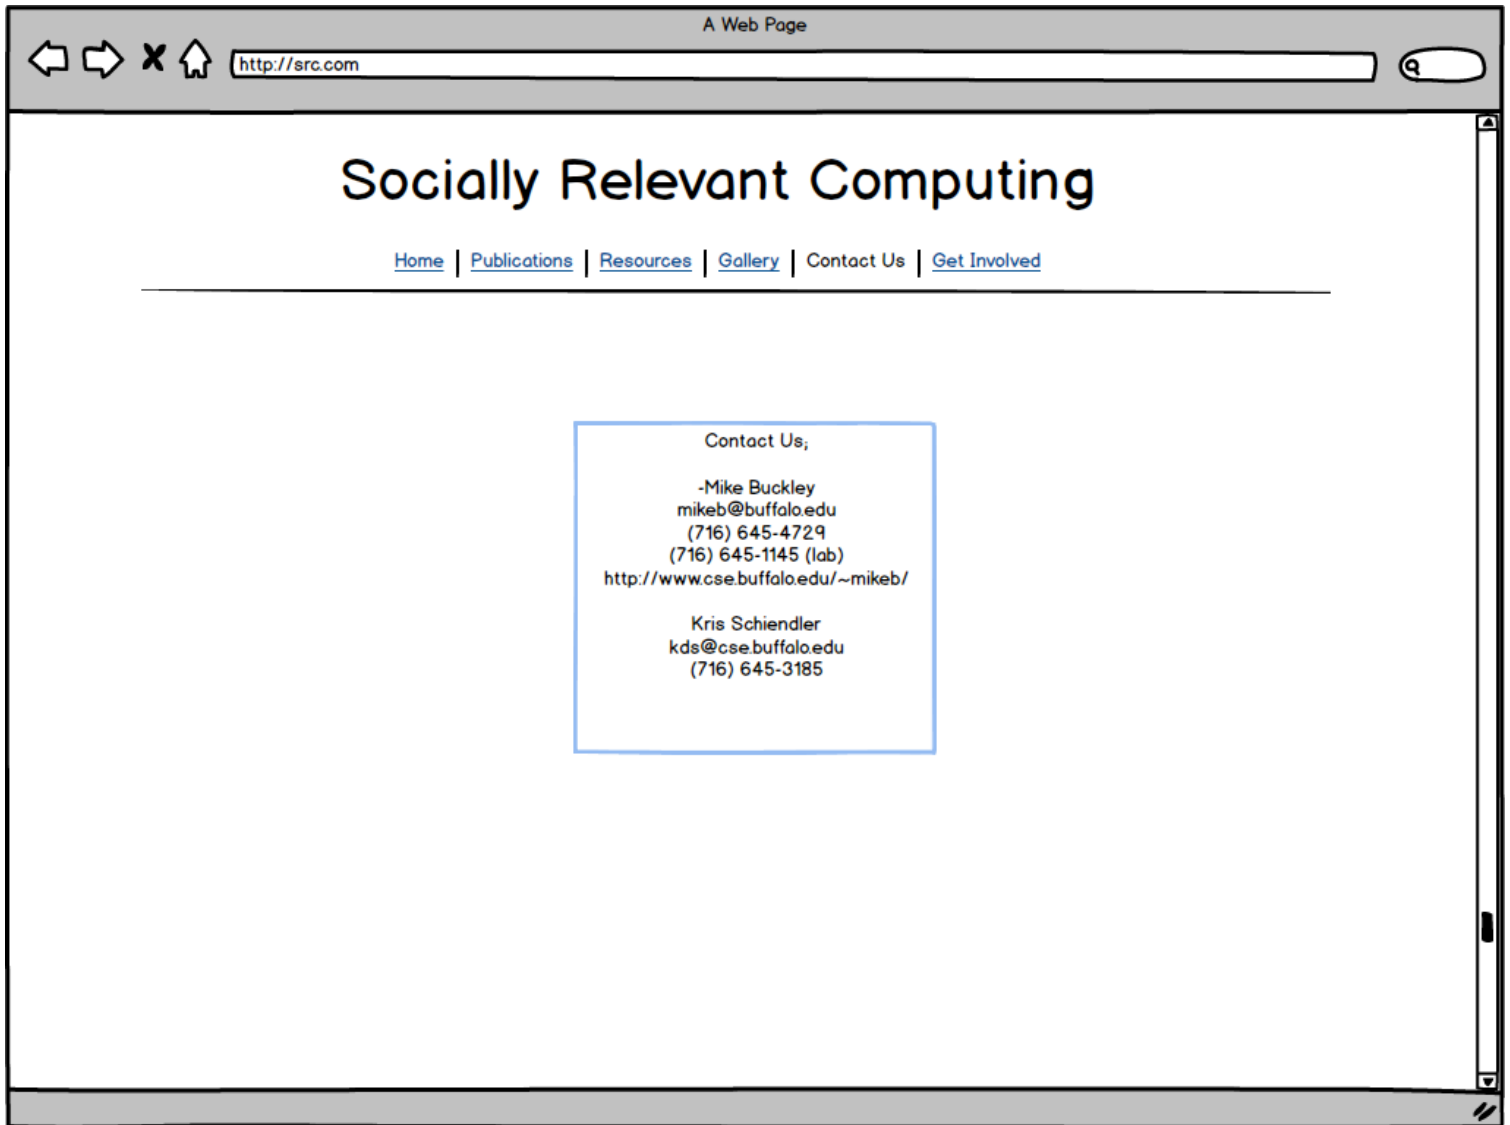 A Web Page
http://src.com
Socially Relevant Computing
Home | Publications | Resources | Gallery | Contact Us | Get Involved
Contact Us;
-Mike Buckley
mikeb@buffalo.edu
(716) 645-4729
(716) 645-1145 (lab)
http://www.cse.buffalo.edu/~mikeb/
Kris Schiendler
kds@cse.buffalo.edu
(716) 645-3185